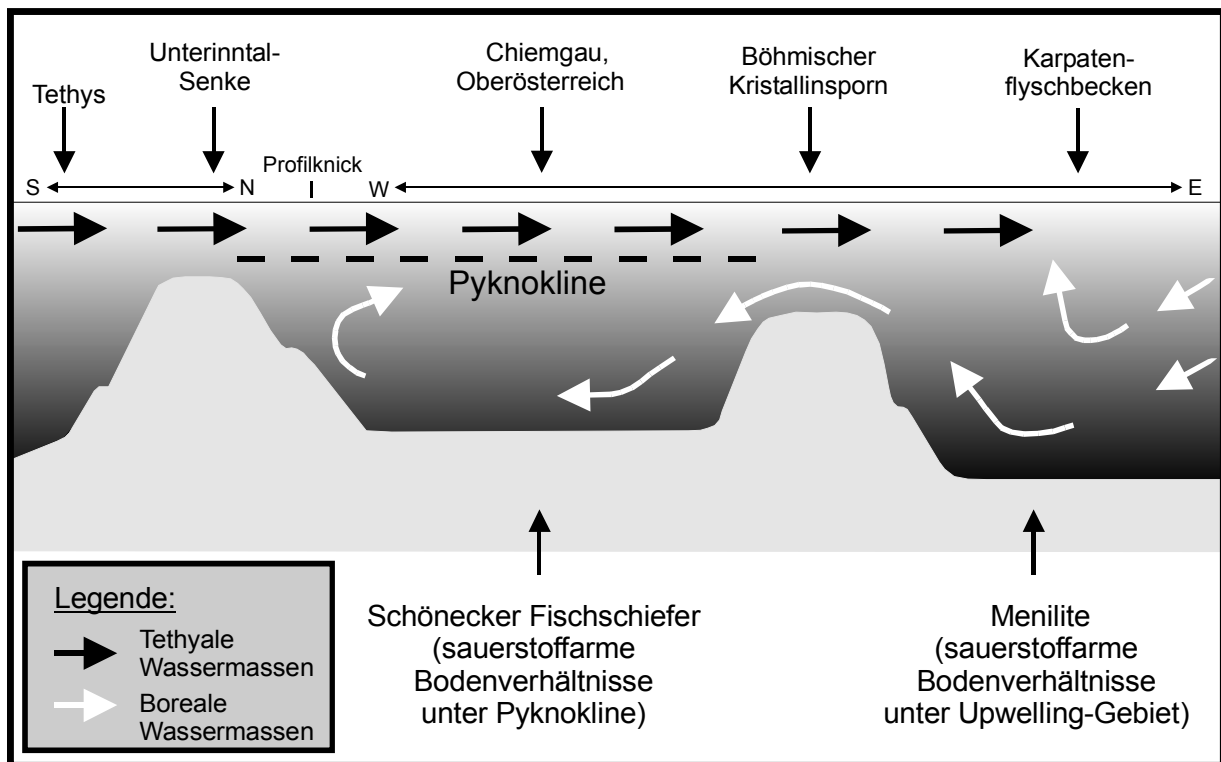 Tethys
Unterinntal-
Senke
Chiemgau,
Oberösterreich
Böhmischer
Kristallinsporn
Karpaten-
flyschbecken
S
N
Profilknick
W
E
Pyknokline
Schönecker Fischschiefer
(sauerstoffarme
Bodenverhältnisse
unter Pyknokline)
Menilite
(sauerstoffarme
Bodenverhältnisse
unter Upwelling-Gebiet)
Legende:
Tethyale
Wassermassen
Boreale
Wassermassen